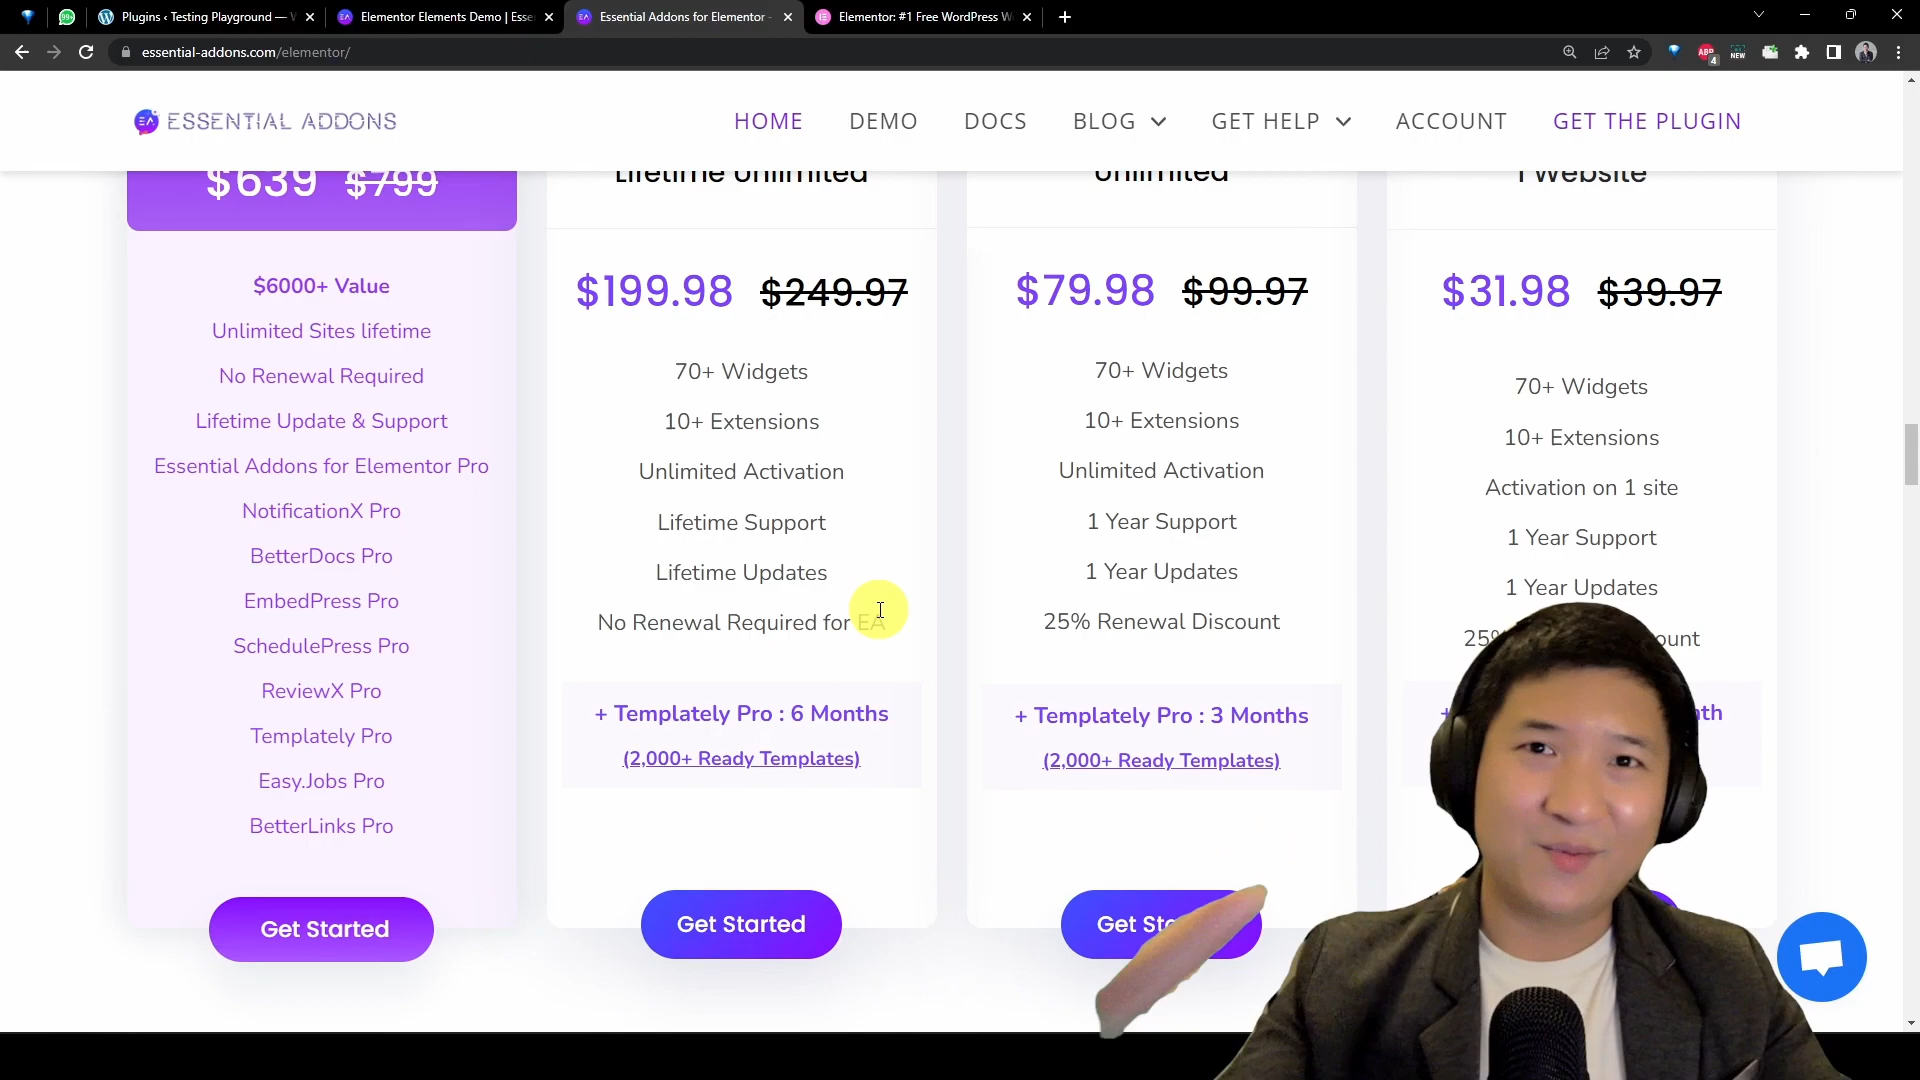 Plugins ‹ Testing Playground —
Elementor Elements Demo | Esse
Essential Addons for Elementor -
Elementor: #1 Free WordPress W
essential-addons.com/elementor/
ABP
4
NEW
EA ESSENTIAL ADDONS
HOME
DEMO
DOCS
BLOG
GET HELP
ACCOUNT
GET THE PLUGIN
$639 $799
$6000+ Value
Unlimited Sites lifetime
No Renewal Required
Lifetime Update & Support
Essential Addons for Elementor Pro
NotificationX Pro
BetterDocs Pro
EmbedPress Pro
SchedulePress Pro
ReviewX Pro
Templately Pro
Easy.Jobs Pro
BetterLinks Pro
Get Started
Lifetime Unlimited
$199.98 $249.97
70+ Widgets
10+ Extensions
Unlimited Activation
Lifetime Support
Lifetime Updates
No Renewal Required for EA
+ Templately Pro : 6 Months
(2,000+ Ready Templates)
Get Started
Unlimited
$79.98 $99.97
70+ Widgets
10+ Extensions
Unlimited Activation
1 Year Support
1 Year Updates
25% Renewal Discount
+ Templately Pro : 3 Months
(2,000+ Ready Templates)
Get
1 Website
$31.98 $39.97
70+ Widgets
10+ Extensions
Activation on 1 site
1 Year Support
1 Year Updates